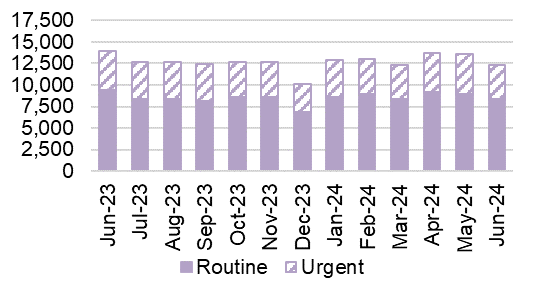 17,500
15,000
12,500
10,000
7,500
5,000
2,500
0
Jun-23
Jul-23
Aug-23
Sep-23
Oct-23
Nov-23
Dec-23
Jan-24
Feb-24
Mar-24
Apr-24
May-24
Jun-24
Routine Urgent